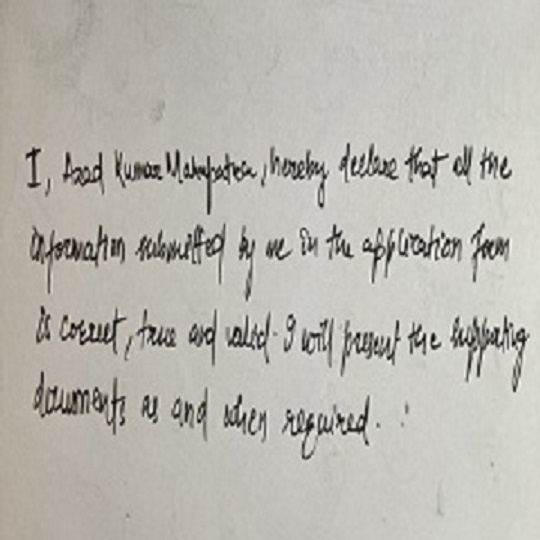 I, Azad Kumar Mahapatra, hereby declare that all the
information submitted by me in the application form
is correct, true and valid. I will present the supporting
documents as and when required.